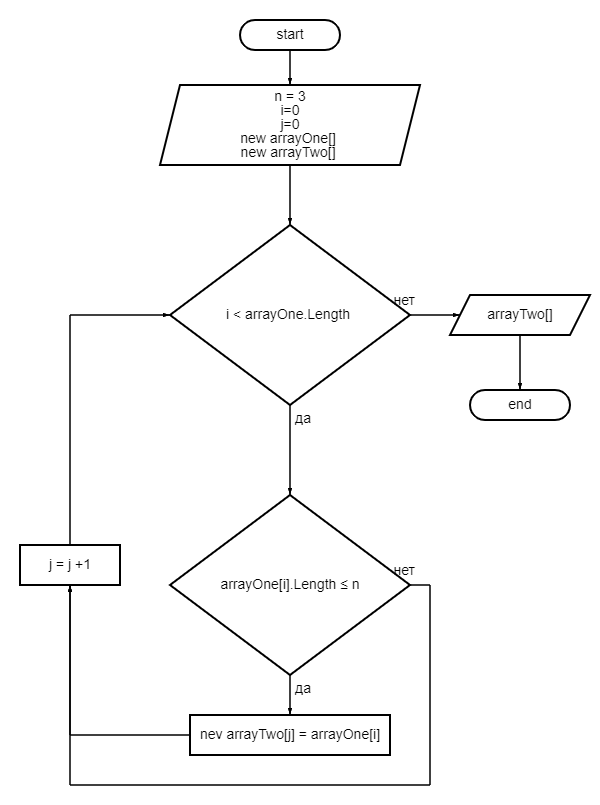 start
n = 3
i=0
j=0
new arrayOne[]
new arrayTwo[]
i < arrayOne.Length
нет
arrayTwo[]
end
да
arrayOne[i].Length ≤ n
нет
j = j +1
да
nev arrayTwo[j] = arrayOne[i]